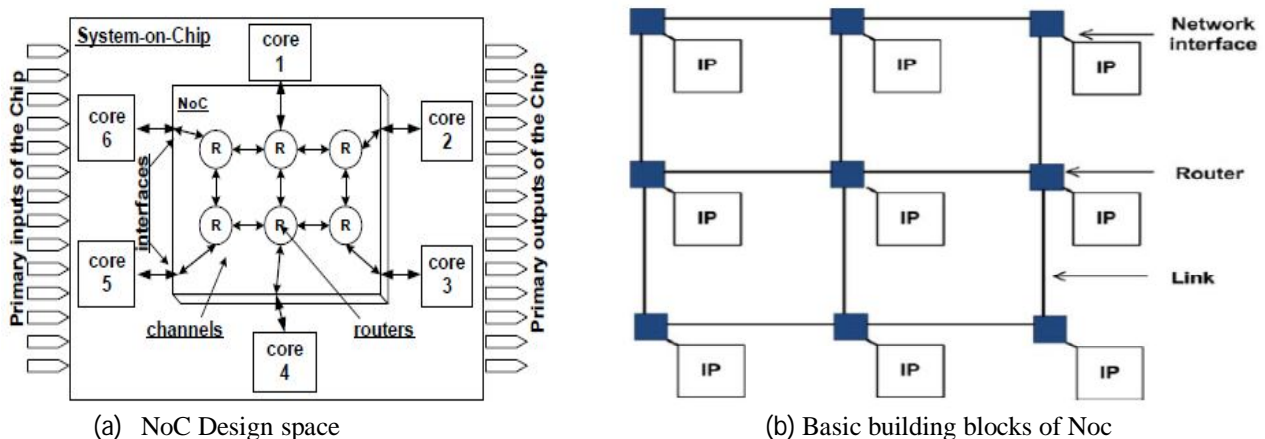 System-on-Chip
core
1
NoC
core
6
core
2
R
R
R
R
R
R
core
5
core
3
core
4
interfaces
channels
routers
Primary inputs of the Chip
Primary outputs of the Chip
(a) NoC Design space
IP
IP
IP
IP
IP
IP
IP
IP
IP
Network
interface
Router
Link
(b) Basic building blocks of Noc